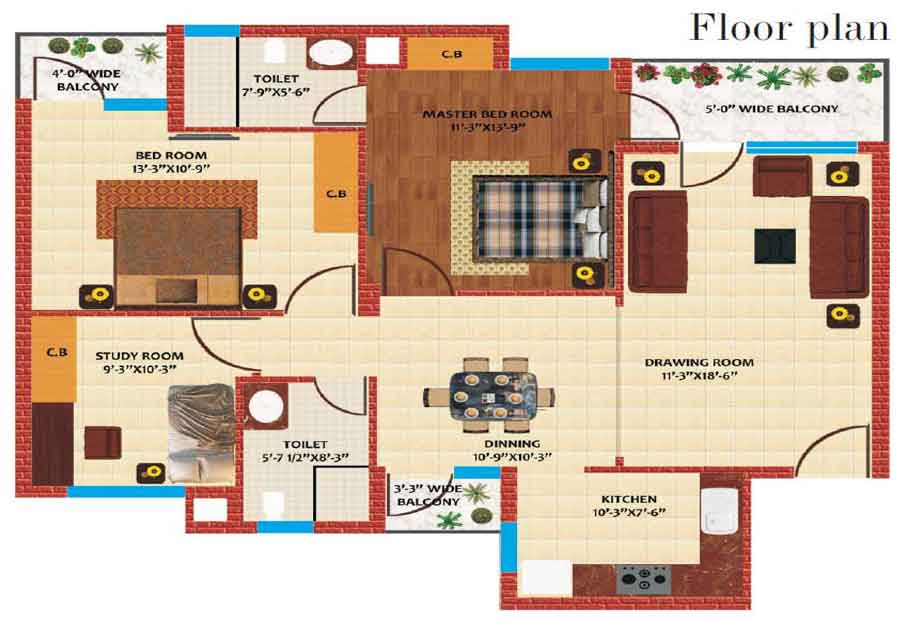 Floor plan
4'-0" WIDE
BALCONY
TOILET
7'-9"X5'-6"
C.B
MASTER BED ROOM
11'-3"X13'-9"
5'-0" WIDE BALCONY
BED ROOM
13'-3"X10'-9"
C.B
C.B
STUDY ROOM
9'-3"X10'-3"
DRAWING ROOM
11'-3"X18'-6"
TOILET
5'-7 1/2"X8'-3"
DINNING
10'-9"X10'-3"
3'-3" WIDE
BALCONY
KITCHEN
10'-3"X7'-6"